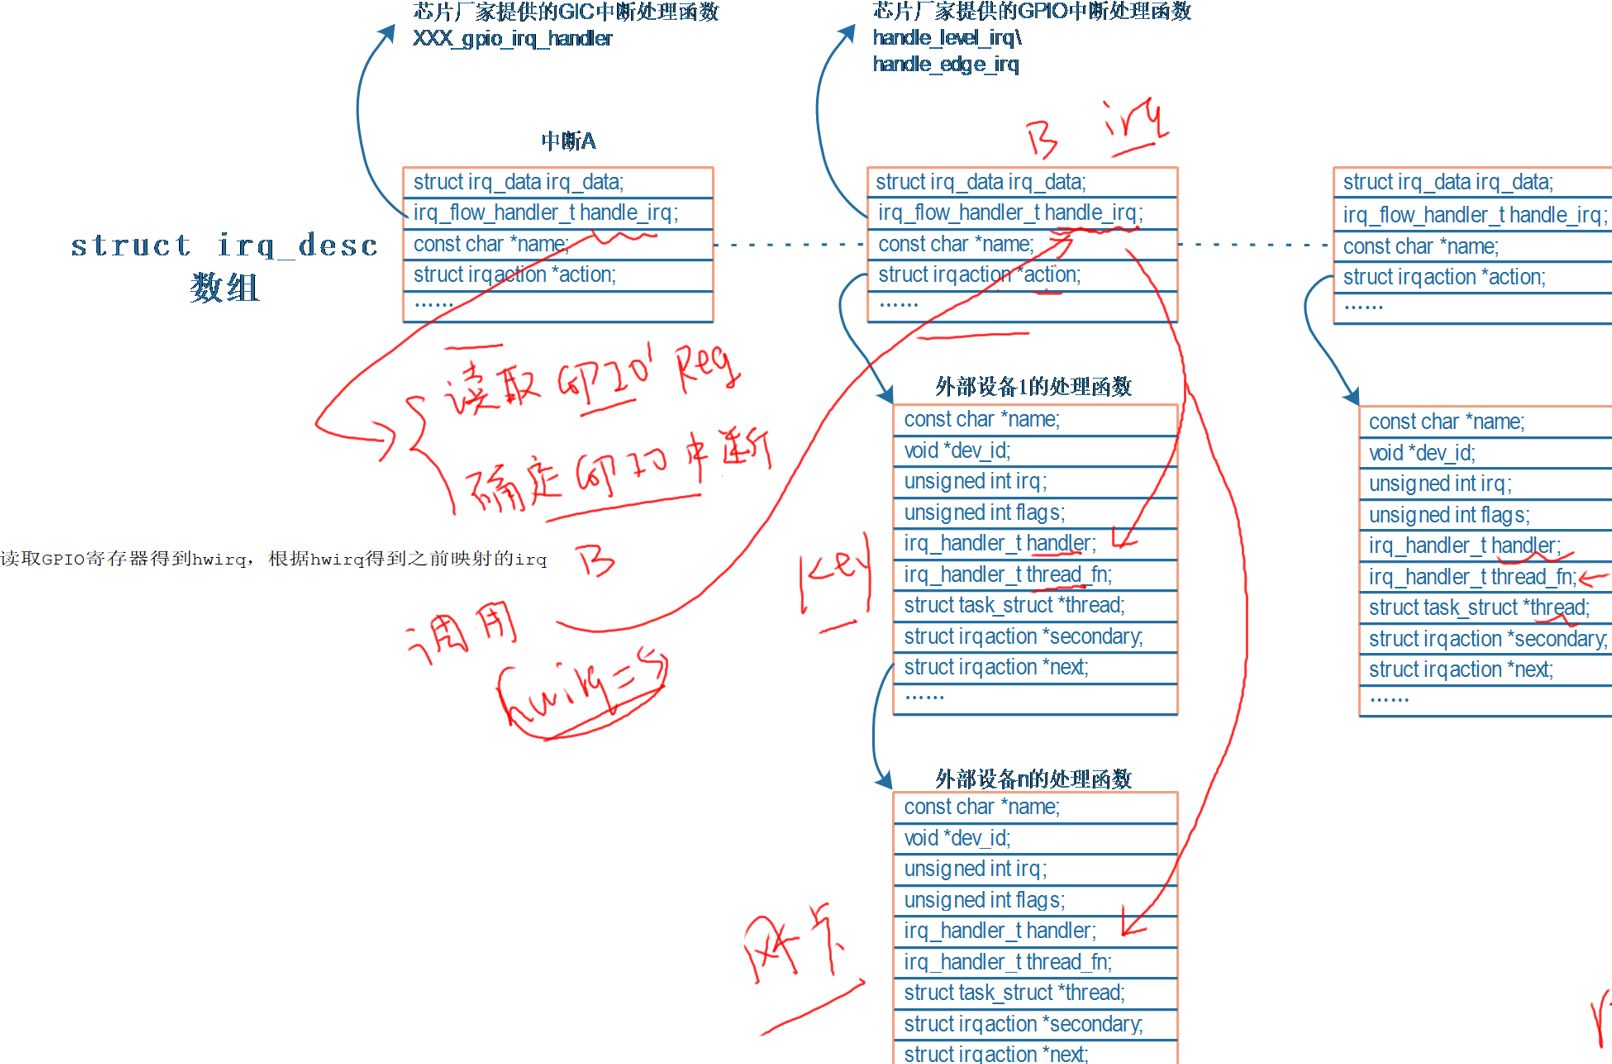 芯片厂家提供的GIC中断处理函数
XXX_gpio_irq_handler
芯片厂家提供的GPIO中断处理函数
handle_level_irq\
handle_edge_irq
B irq
中断A
struct irq_desc
数组
struct irq_data irq_data;
irq_flow_handler_t handle_irq;
const char *name;
struct irqaction *action;
......
struct irq_data irq_data;
irq_flow_handler_t handle_irq;
const char *name;
struct irqaction *action;
......
struct irq_data irq_data;
irq_flow_handler_t handle_irq;
const char *name;
struct irqaction *action;
......
读取 GPIO Reg
确定 GPIO 中断
B
读取GPIO寄存器得到hwirq，根据hwirq得到之前映射的irq
调用
hwirq=5
key
外部设备1的处理函数
const char *name;
void *dev_id;
unsigned int irq;
unsigned int flags;
irq_handler_t handler;
irq_handler_t thread_fn;
struct task_struct *thread;
struct irqaction *secondary;
struct irqaction *next;
......
const char *name;
void *dev_id;
unsigned int irq;
unsigned int flags;
irq_handler_t handler;
irq_handler_t thread_fn;
struct task_struct *thread;
struct irqaction *secondary;
struct irqaction *next;
......
网卡
外部设备n的处理函数
const char *name;
void *dev_id;
unsigned int irq;
unsigned int flags;
irq_handler_t handler;
irq_handler_t thread_fn;
struct task_struct *thread;
struct irqaction *secondary;
struct irqaction *next;